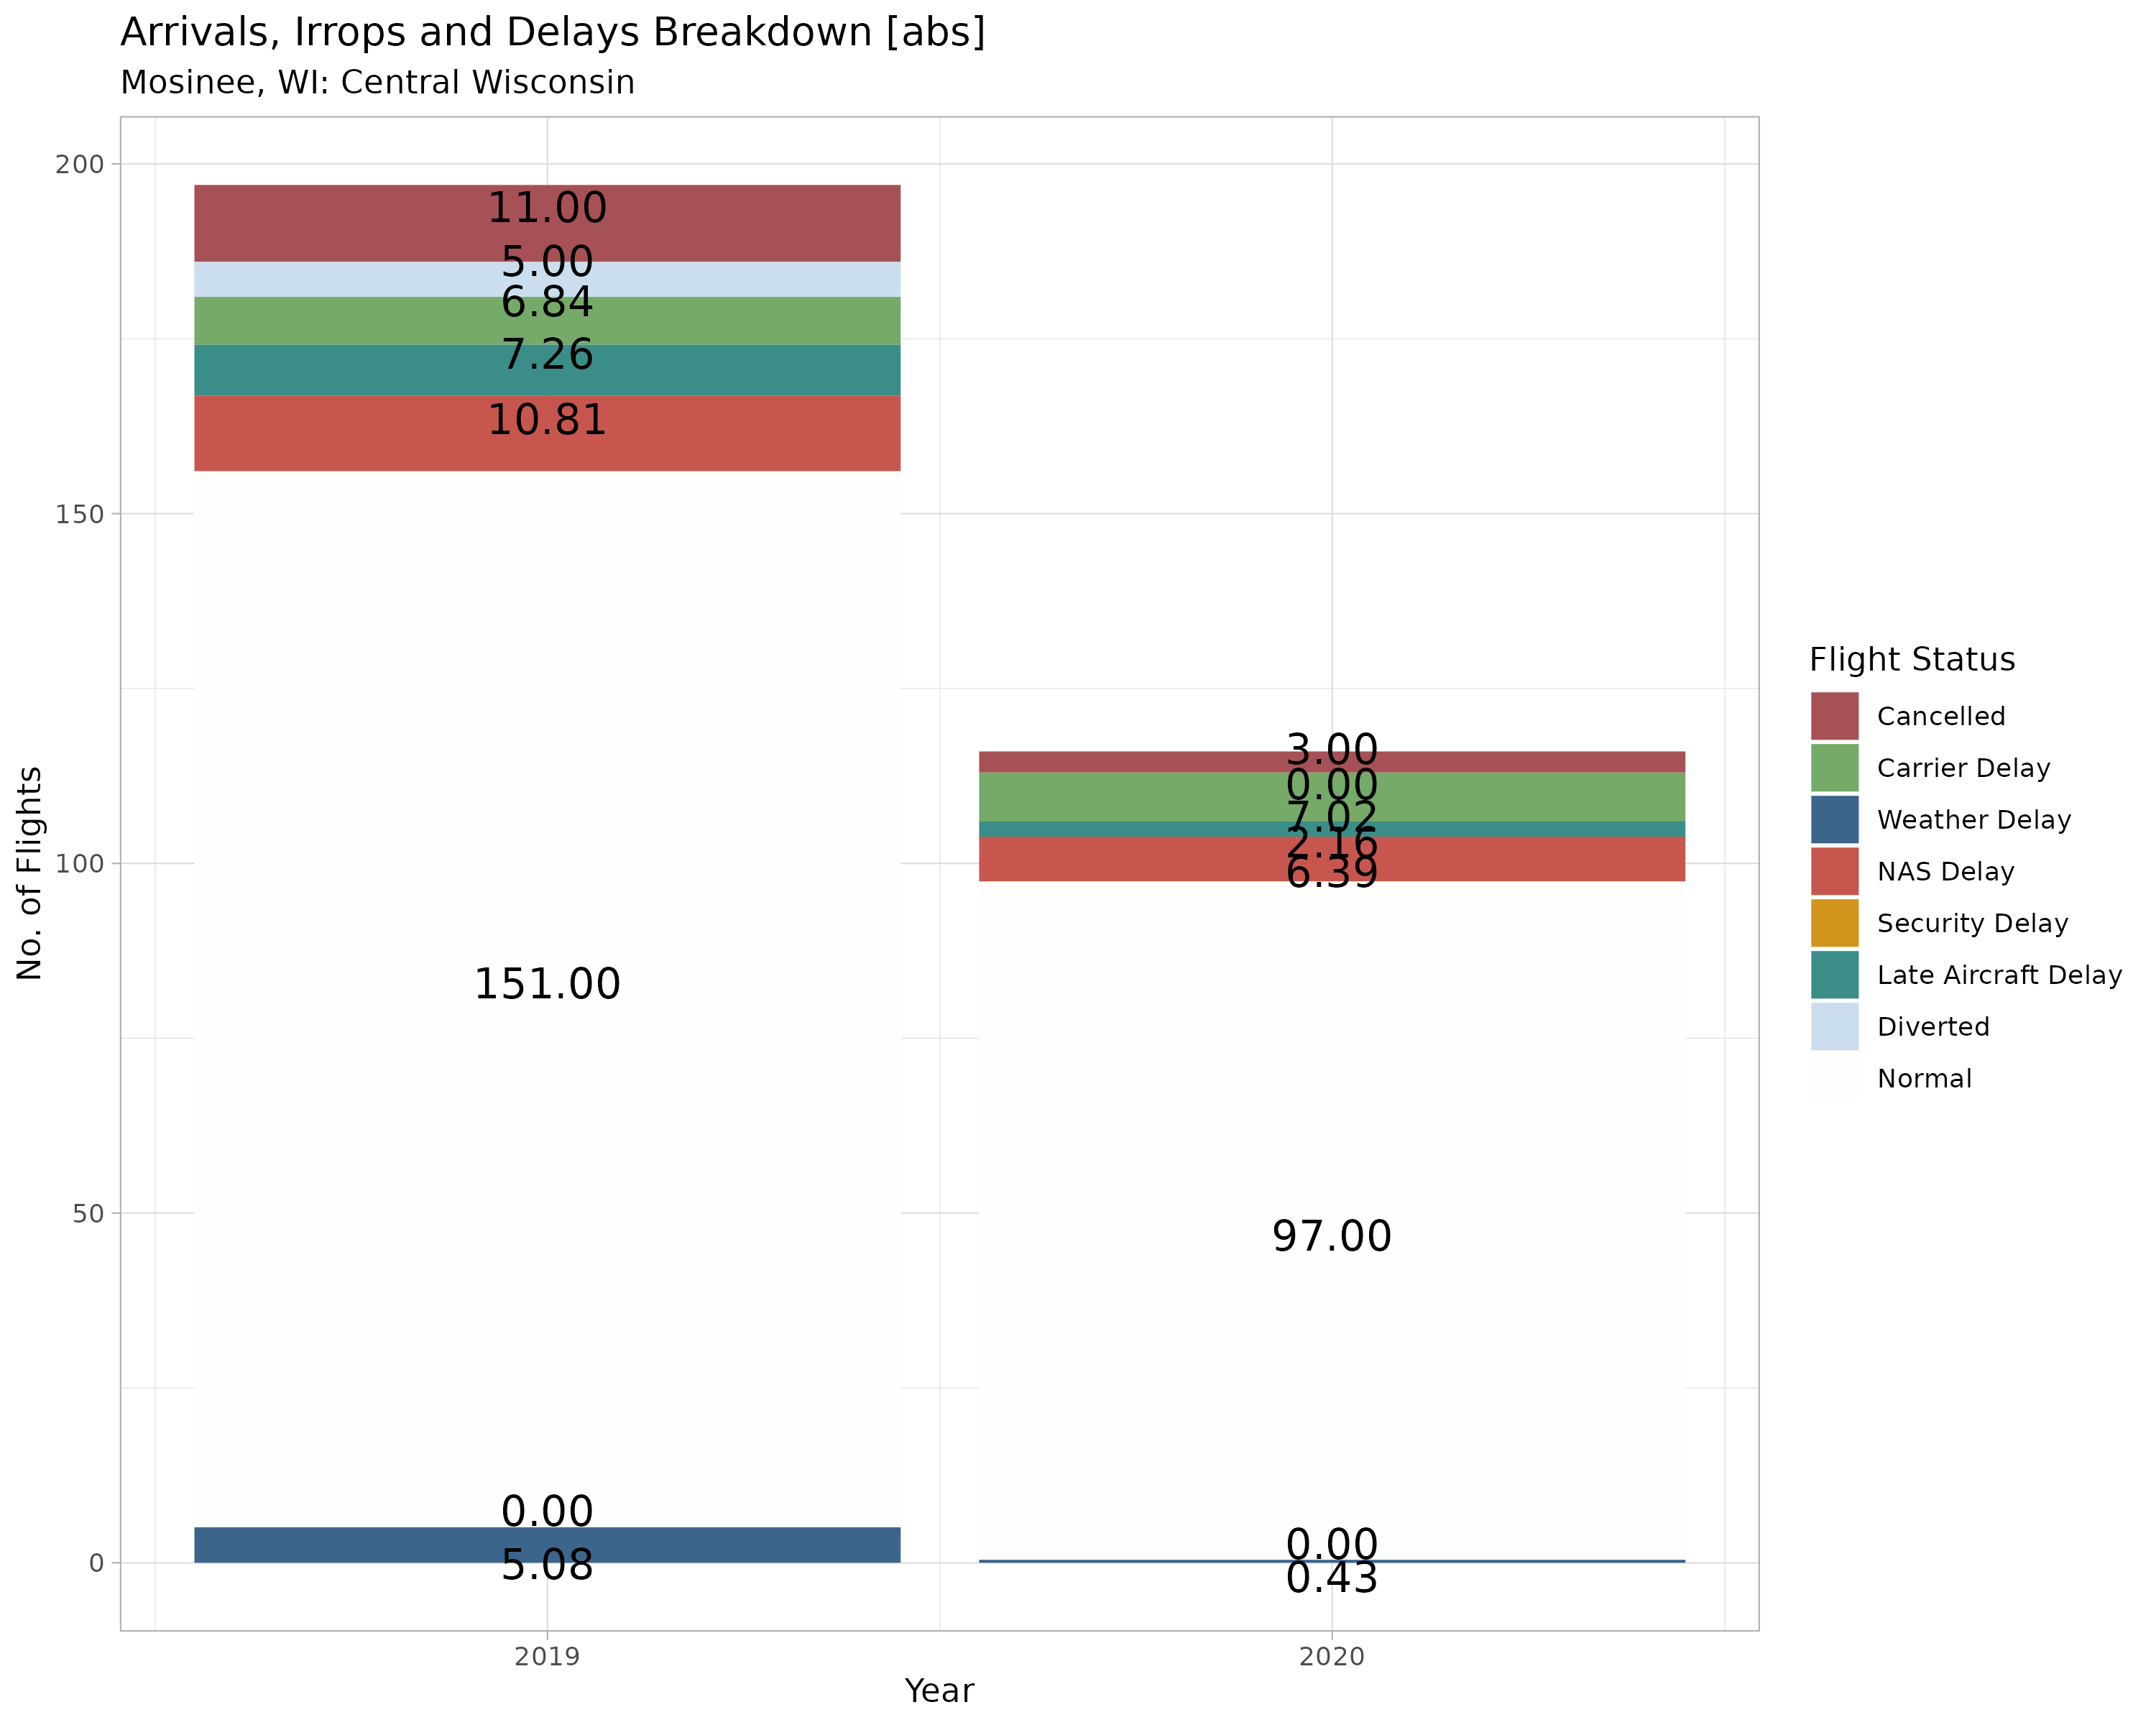 Arrivals, Irrops and Delays Breakdown [abs]
Mosinee, WI: Central Wisconsin
No. of Flights
200
150
100
50
0
11.00
5.00
6.84
7.26
10.81
151.00
0.00
5.08
3.00
0.00
7.02
2.16
6.39
97.00
0.00
0.43
2019
2020
Year
Flight Status
Cancelled
Carrier Delay
Weather Delay
NAS Delay
Security Delay
Late Aircraft Delay
Diverted
Normal